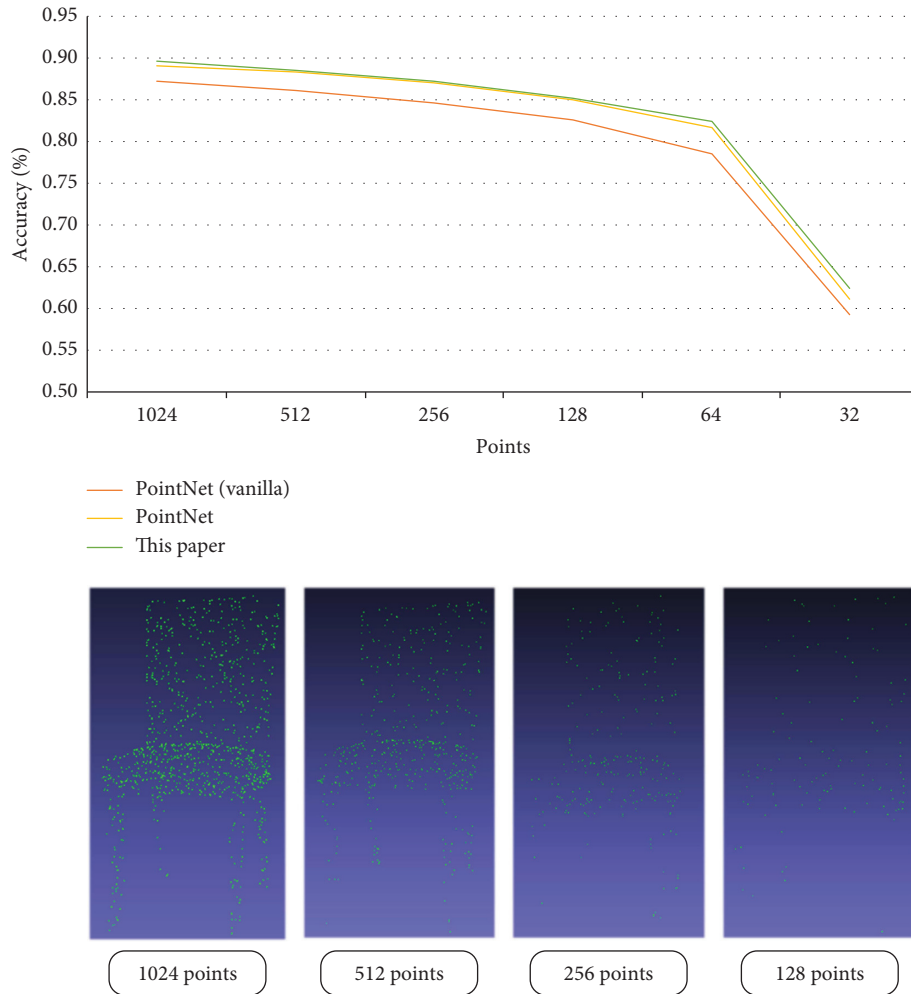 0.95
0.90
0.85
0.80
0.75
0.70
0.65
0.60
0.55
0.50
Accuracy (%)
1024 512 256 128 64 32
Points
PointNet (vanilla)
PointNet
This paper
1024 points 512 points 256 points 128 points